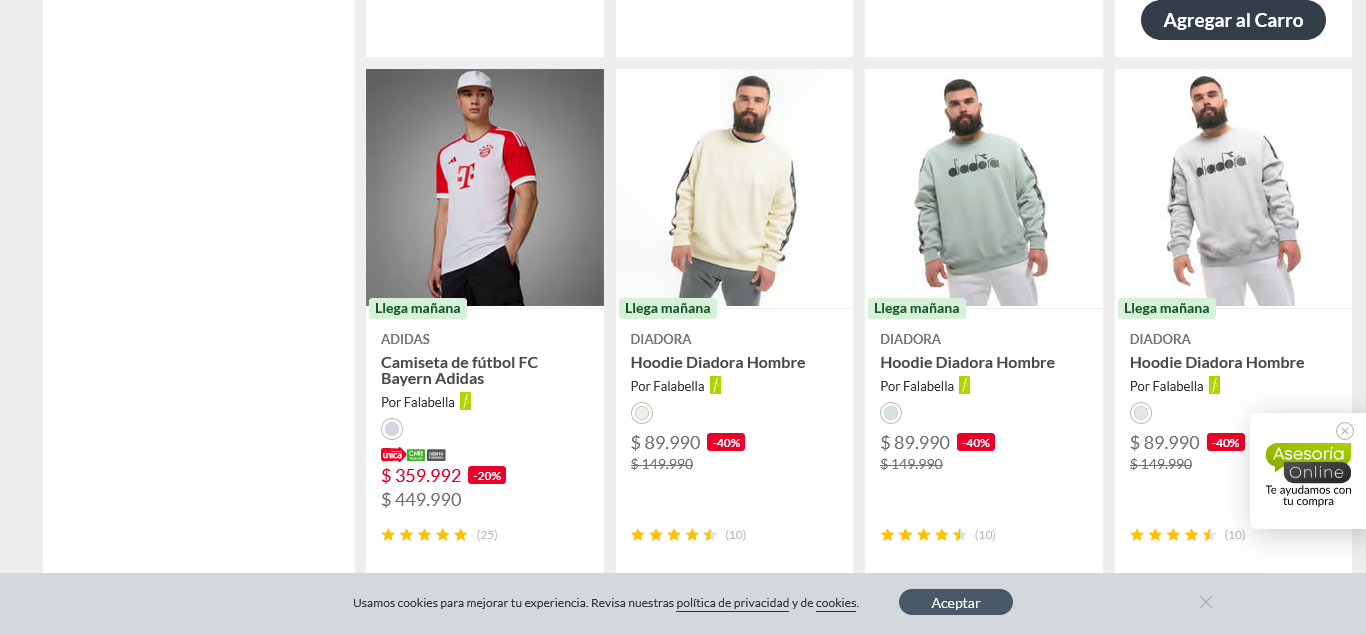 Agregar al Carro
diadora
diadora
Llega mañana
Llega mañana
Llega mañana
Llega mañana
ADIDAS
Camiseta de fútbol FC
Bayern Adidas
Por Falabella
única
CMR
$ 359.992 -20%
$ 449.990
(25)
DIADORA
Hoodie Diadora Hombre
Por Falabella
$ 89.990 -40%
$ 149.990
(10)
DIADORA
Hoodie Diadora Hombre
Por Falabella
$ 89.990 -40%
$ 149.990
(10)
DIADORA
Hoodie Diadora Hombre
Por Falabella
$ 89.990 -40%
$ 149.990
(10)
Asesoría
Online
Te ayudamos con
tu compra
Usamos cookies para mejorar tu experiencia. Revisa nuestras política de privacidad y de cookies.
Aceptar